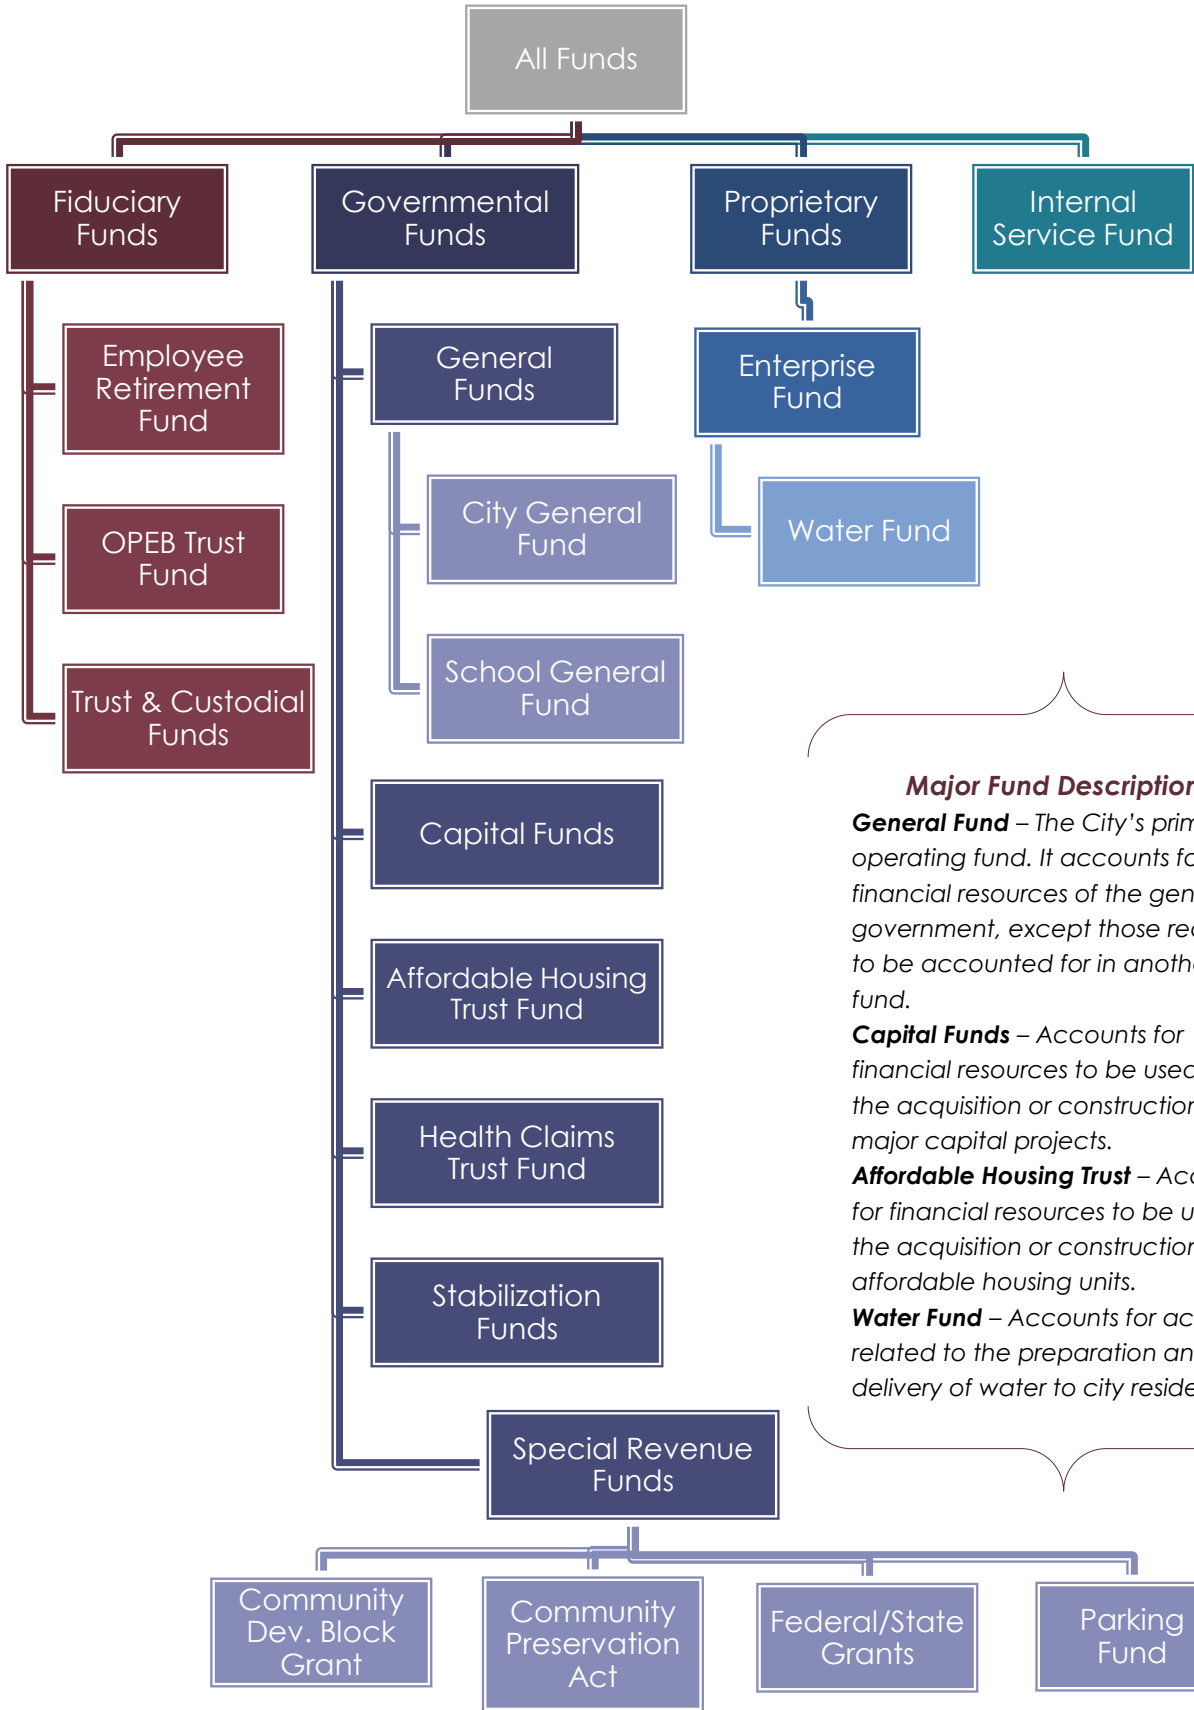 All Funds
Fiduciary
Funds
Governmental
Funds
Proprietary
Funds
Internal
Service Fund
Employee
Retirement
Fund
General
Funds
Enterprise
Fund
City General
Fund
Water Fund
OPEB Trust
Fund
School General
Fund
Trust & Custodial
Funds
Capital Funds
Affordable Housing
Trust Fund
Health Claims
Trust Fund
Stabilization
Funds
Special Revenue
Funds
Community
Dev. Block
Grant
Community
Preservation
Act
Federal/State
Grants
Parking
Fund
Major Fund
General Fund – The City’s
operating fund. It accounts
financial resources of the
government, except those
to be accounted for in
fund.
Capital Funds – Accounts for
financial resources to be used
the acquisition or construction
major capital projects.
Affordable Housing Trust –
for financial resources to be
the acquisition or construction
affordable housing units.
Water Fund – Accounts for
related to the preparation
delivery of water to city